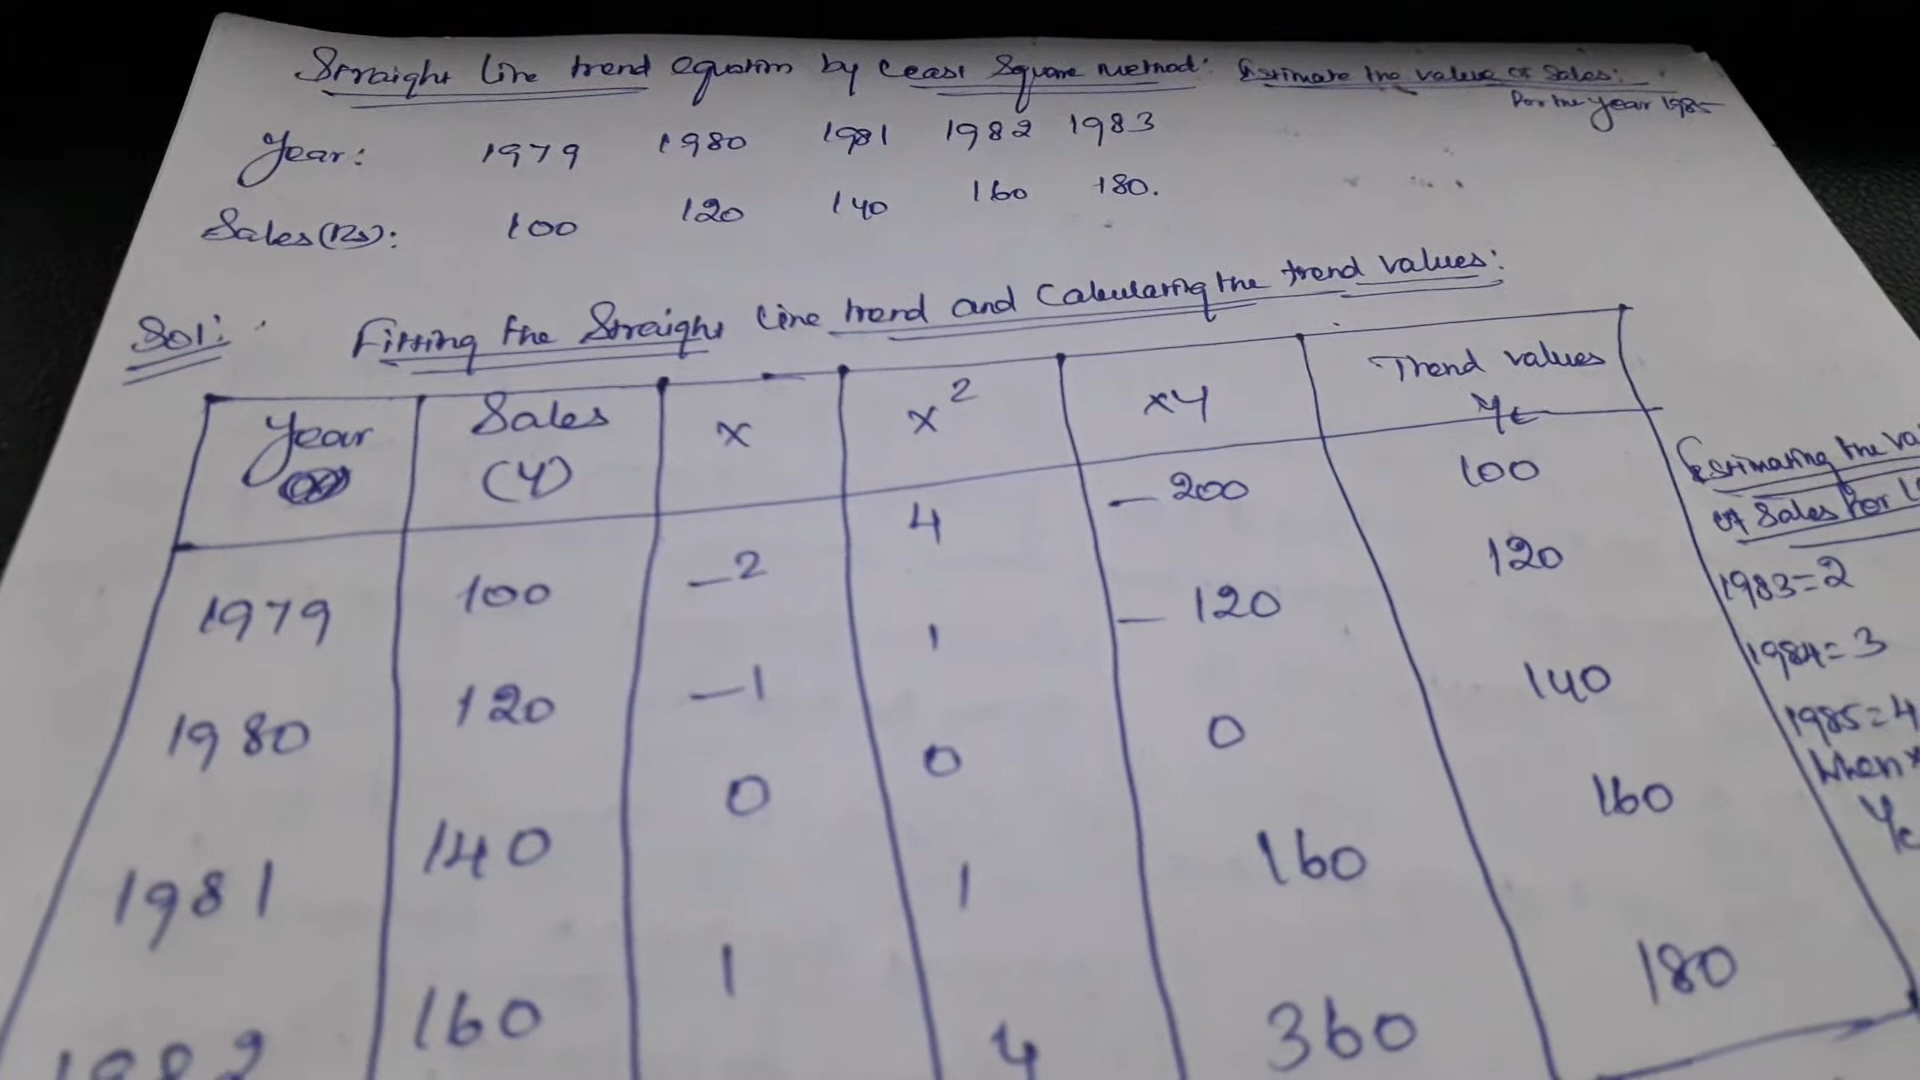 Straight line trend equation by Least Square method: Estimate the value of Sales:
For the year 1985
Year: 1979 1980 1981 1982 1983
Sales(Rs): 100 120 140 160 180.
Sol: Fitting the Straight line trend and Calculating the trend values:
Year Sales (Y) x x² xy Trend values Yc
1979 100 -2 4 -200 100
1980 120 -1 1 -120 120
1981 140 0 0 0 140
1982 160 1 1 160 160
4 360 180
Estimating the va
of Sales for 1
1983=2
1984=3
1985=4
When x
Yc